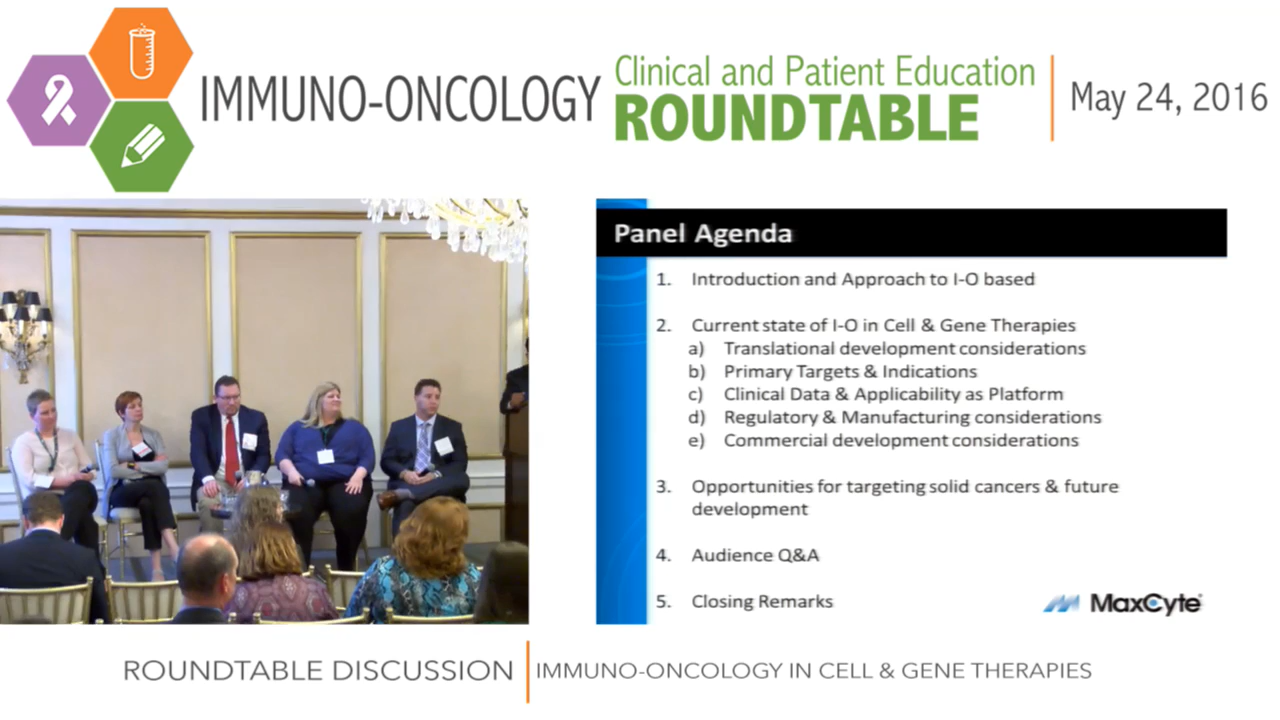 IMMUNO-ONCOLOGY
Clinical and Patient Education
ROUNDTABLE
May 24, 2016
Panel Agenda
1. Introduction and Approach to I-O based
2. Current state of I-O in Cell & Gene Therapies
a) Translational development considerations
b) Primary Targets & Indications
c) Clinical Data & Applicability as Platform
d) Regulatory & Manufacturing considerations
e) Commercial development considerations
3. Opportunities for targeting solid cancers & future
development
4. Audience Q&A
5. Closing Remarks
MaxCyte®
ROUNDTABLE DISCUSSION
IMMUNO-ONCOLOGY IN CELL & GENE THERAPIES